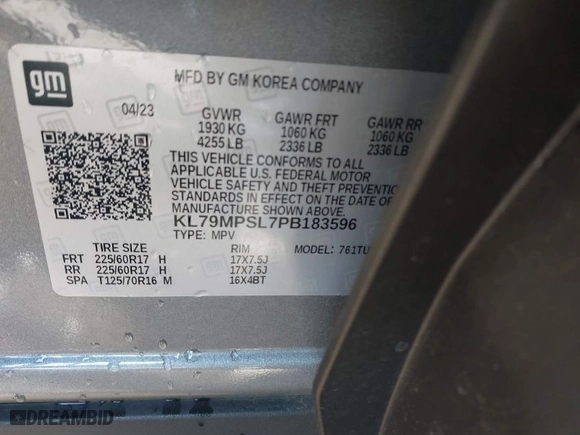 gm
MFD BY GM KOREA COMPANY
04/23 GVWR GAWR FRT GAWR RR
1930 KG 1060 KG 1060 KG
4255 LB 2336 LB 2336 LB
THIS VEHICLE CONFORMS TO ALL
APPLICABLE U.S. FEDERAL MOTOR
VEHICLE SAFETY AND THEFT PREVENTION
STANDARDS IN EFFECT ON THE DATE OF
MANUFACTURE SHOWN ABOVE.
KL79MPSL7PB183596
TYPE: MPV MODEL: 761TU
TIRE SIZE RIM
FRT 225/60R17 H 17X7.5J
RR 225/60R17 H 17X7.5J
SPA T125/70R16 M 16X4BT
DREAMBID